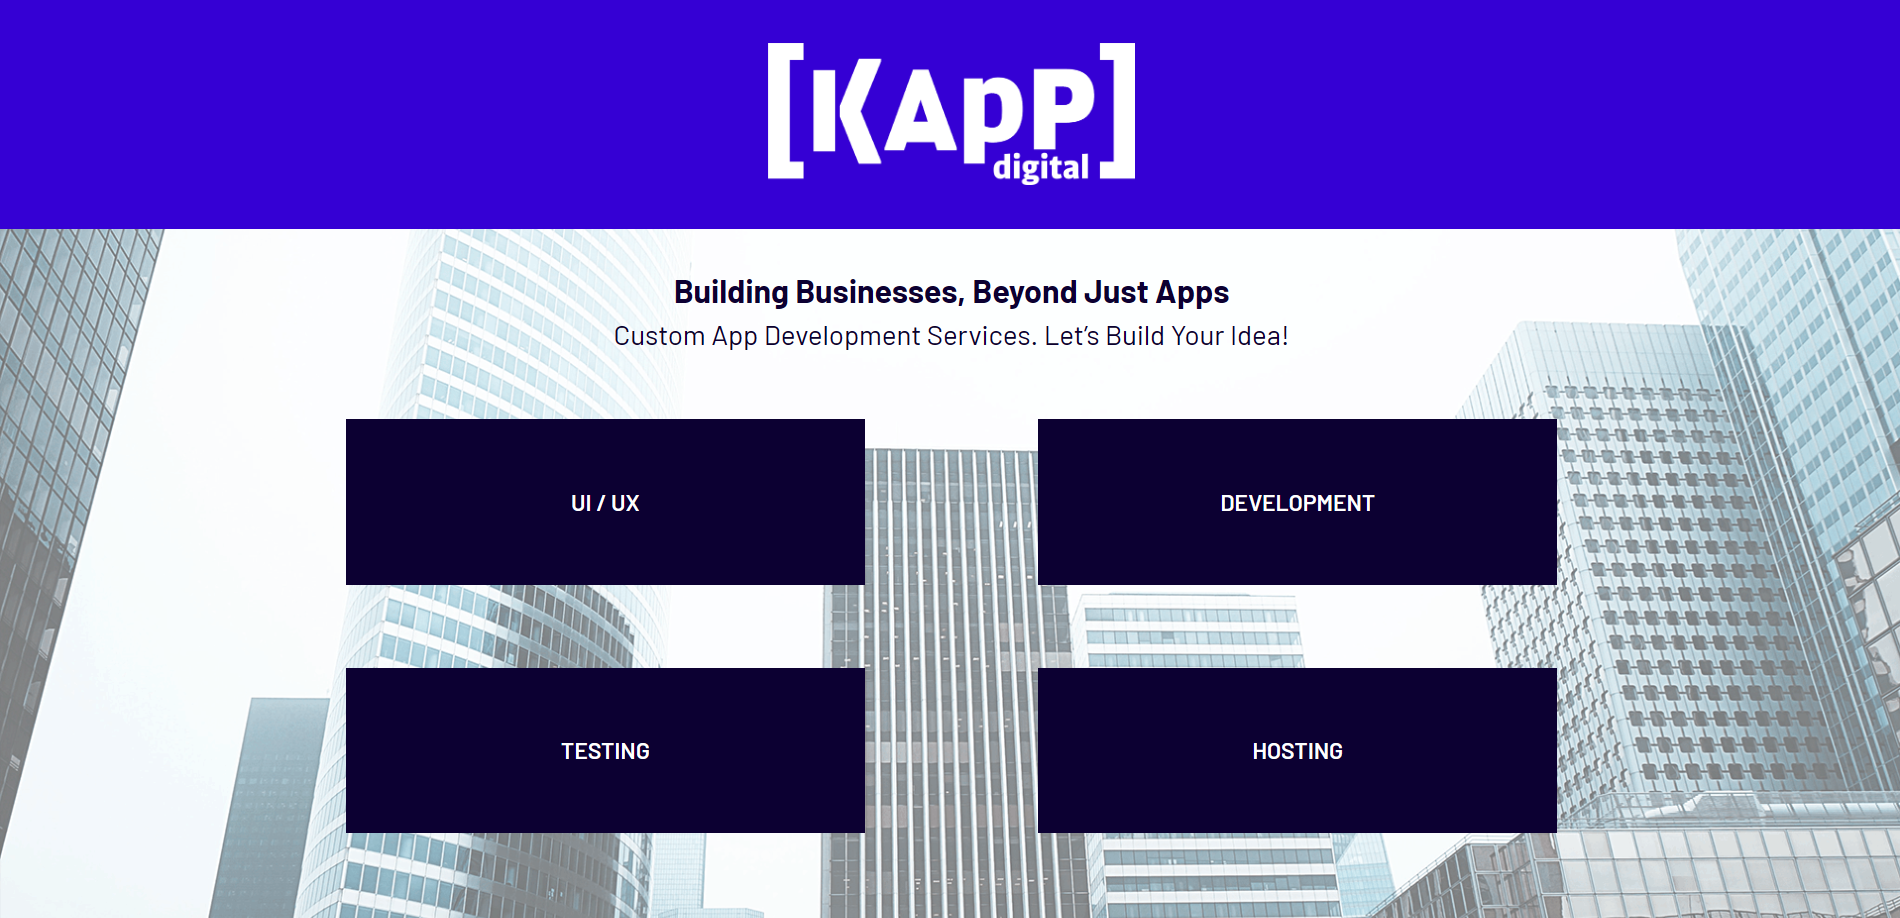 [KApP]
digital
Building Businesses, Beyond Just Apps
Custom App Development Services. Let’s Build Your Idea!
UI / UX
DEVELOPMENT
TESTING
HOSTING